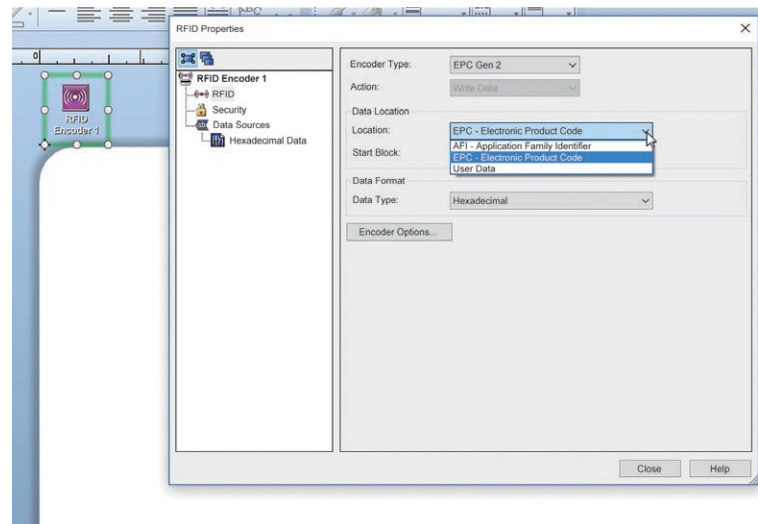 RFID Properties
0
RFID
Encoder 1
RFID Encoder 1
RFID
Security
Data Sources
Hexadecimal Data
Encoder Type:
EPC Gen 2
Action:
Write Data
Data Location
Location:
EPC - Electronic Product Code
AFI - Application Family Identifier
EPC - Electronic Product Code
User Data
Start Block:
Data Format
Data Type:
Hexadecimal
Encoder Options...
Close
Help